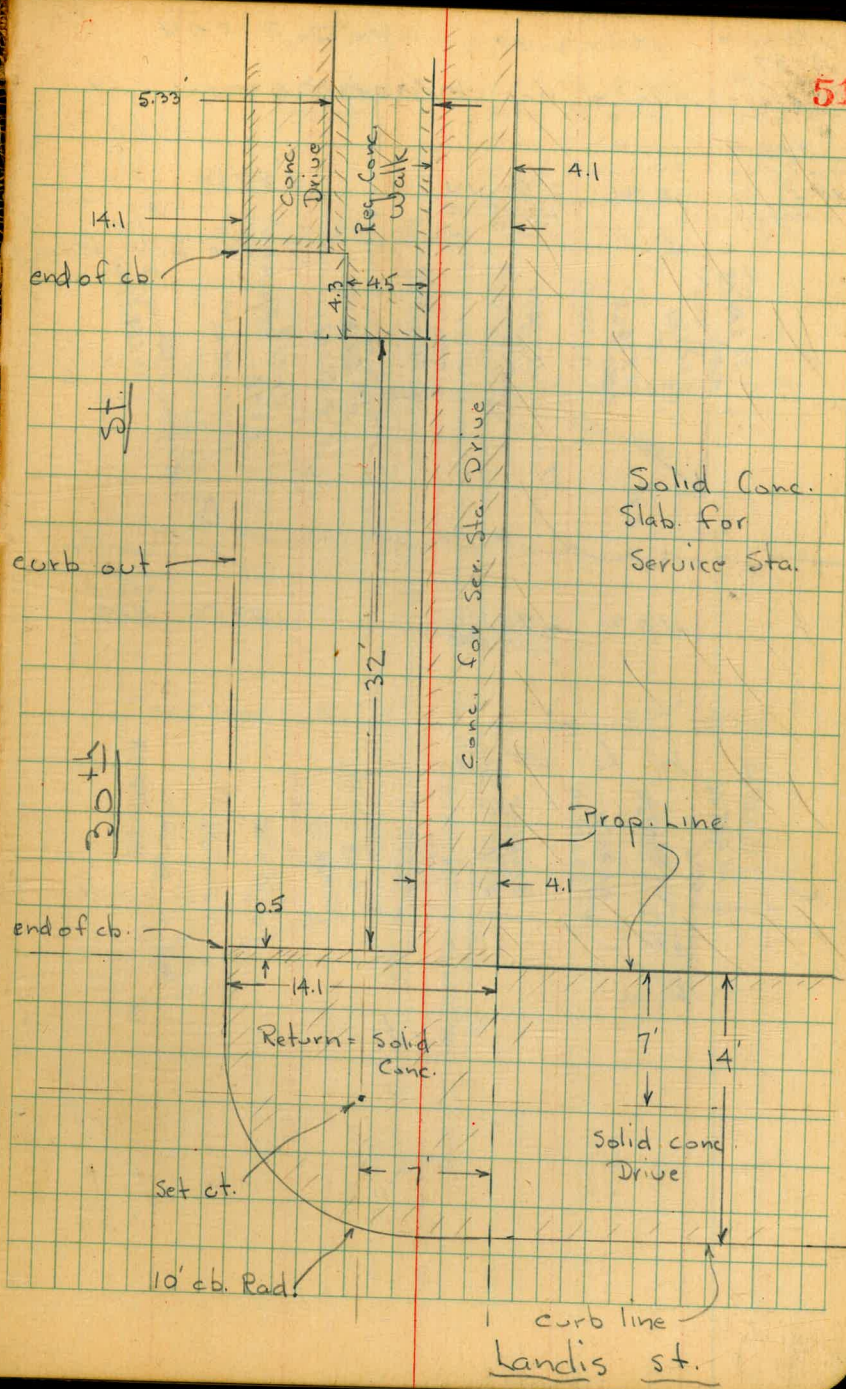 51
5.33'
Conc.
Drive
Reg. Conc.
Walk
4.1
14.1
end of cb
4.3
4.5
St.
Solid Conc.
Slab. for
Service Sta.
curb out
Conc. for Ser. Sta. Drive
32'
30th
Prop. Line
4.1
0.5
end of cb.
14.1
Return = Solid
Conc.
7'
14'
Solid conc
Drive
7'
Set ct.
10' cb. Rad.
curb line
Landis St.